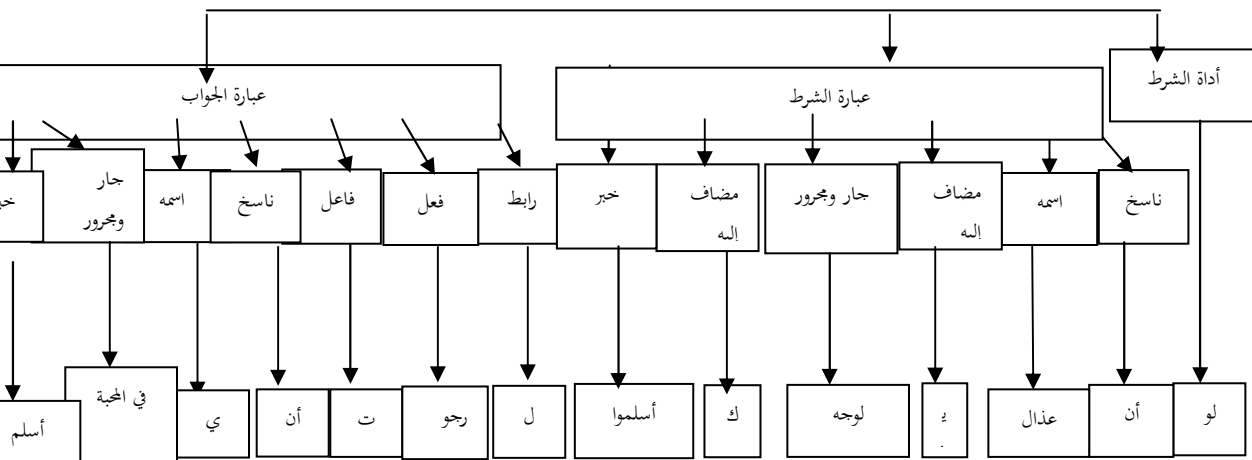 أداة الشرط
عبارة الشرط
عبارة الجواب
ناسخ
اسمه
مضاف
إليه
جار ومجرور
مضاف
إليه
خبر
رابط
فعل
فاعل
ناسخ
اسمه
جار
ومجرور
لو
أن
عذال
يـ
لوجه
ك
أسلموا
ل
رجو
ت
أن
ي
في المحبة
أسلم